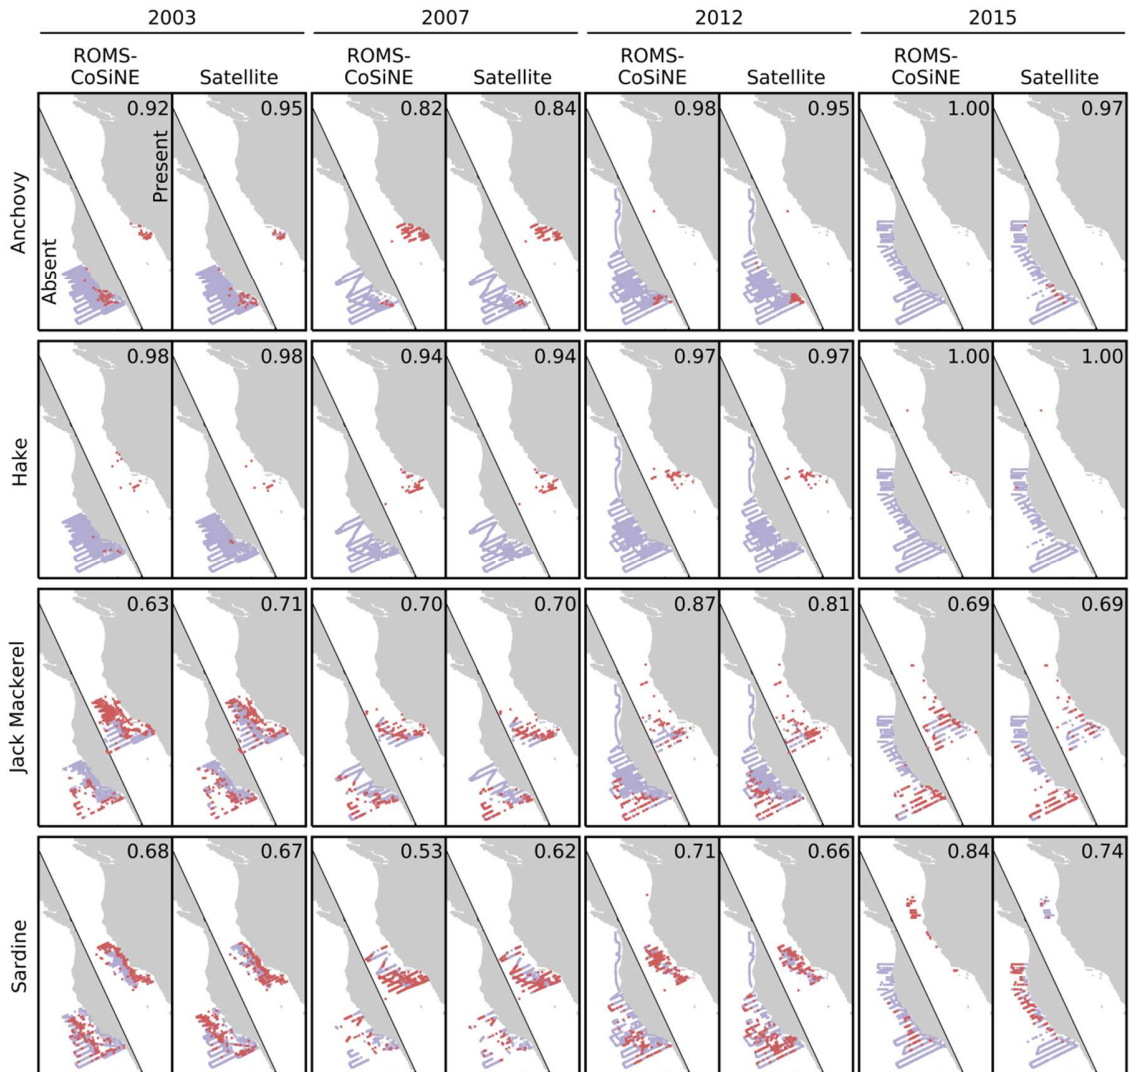 2003 2007 2012 2015
ROMS-CoSiNE Satellite ROMS-CoSiNE Satellite ROMS-CoSiNE Satellite ROMS-CoSiNE Satellite
Anchovy
0.92 0.95 0.82 0.84 0.98 0.95 1.00 0.97
Present
Absent
Hake
0.98 0.98 0.94 0.94 0.97 0.97 1.00 1.00
Jack Mackerel
0.63 0.71 0.70 0.70 0.87 0.81 0.69 0.69
Sardine
0.68 0.67 0.53 0.62 0.71 0.66 0.84 0.74